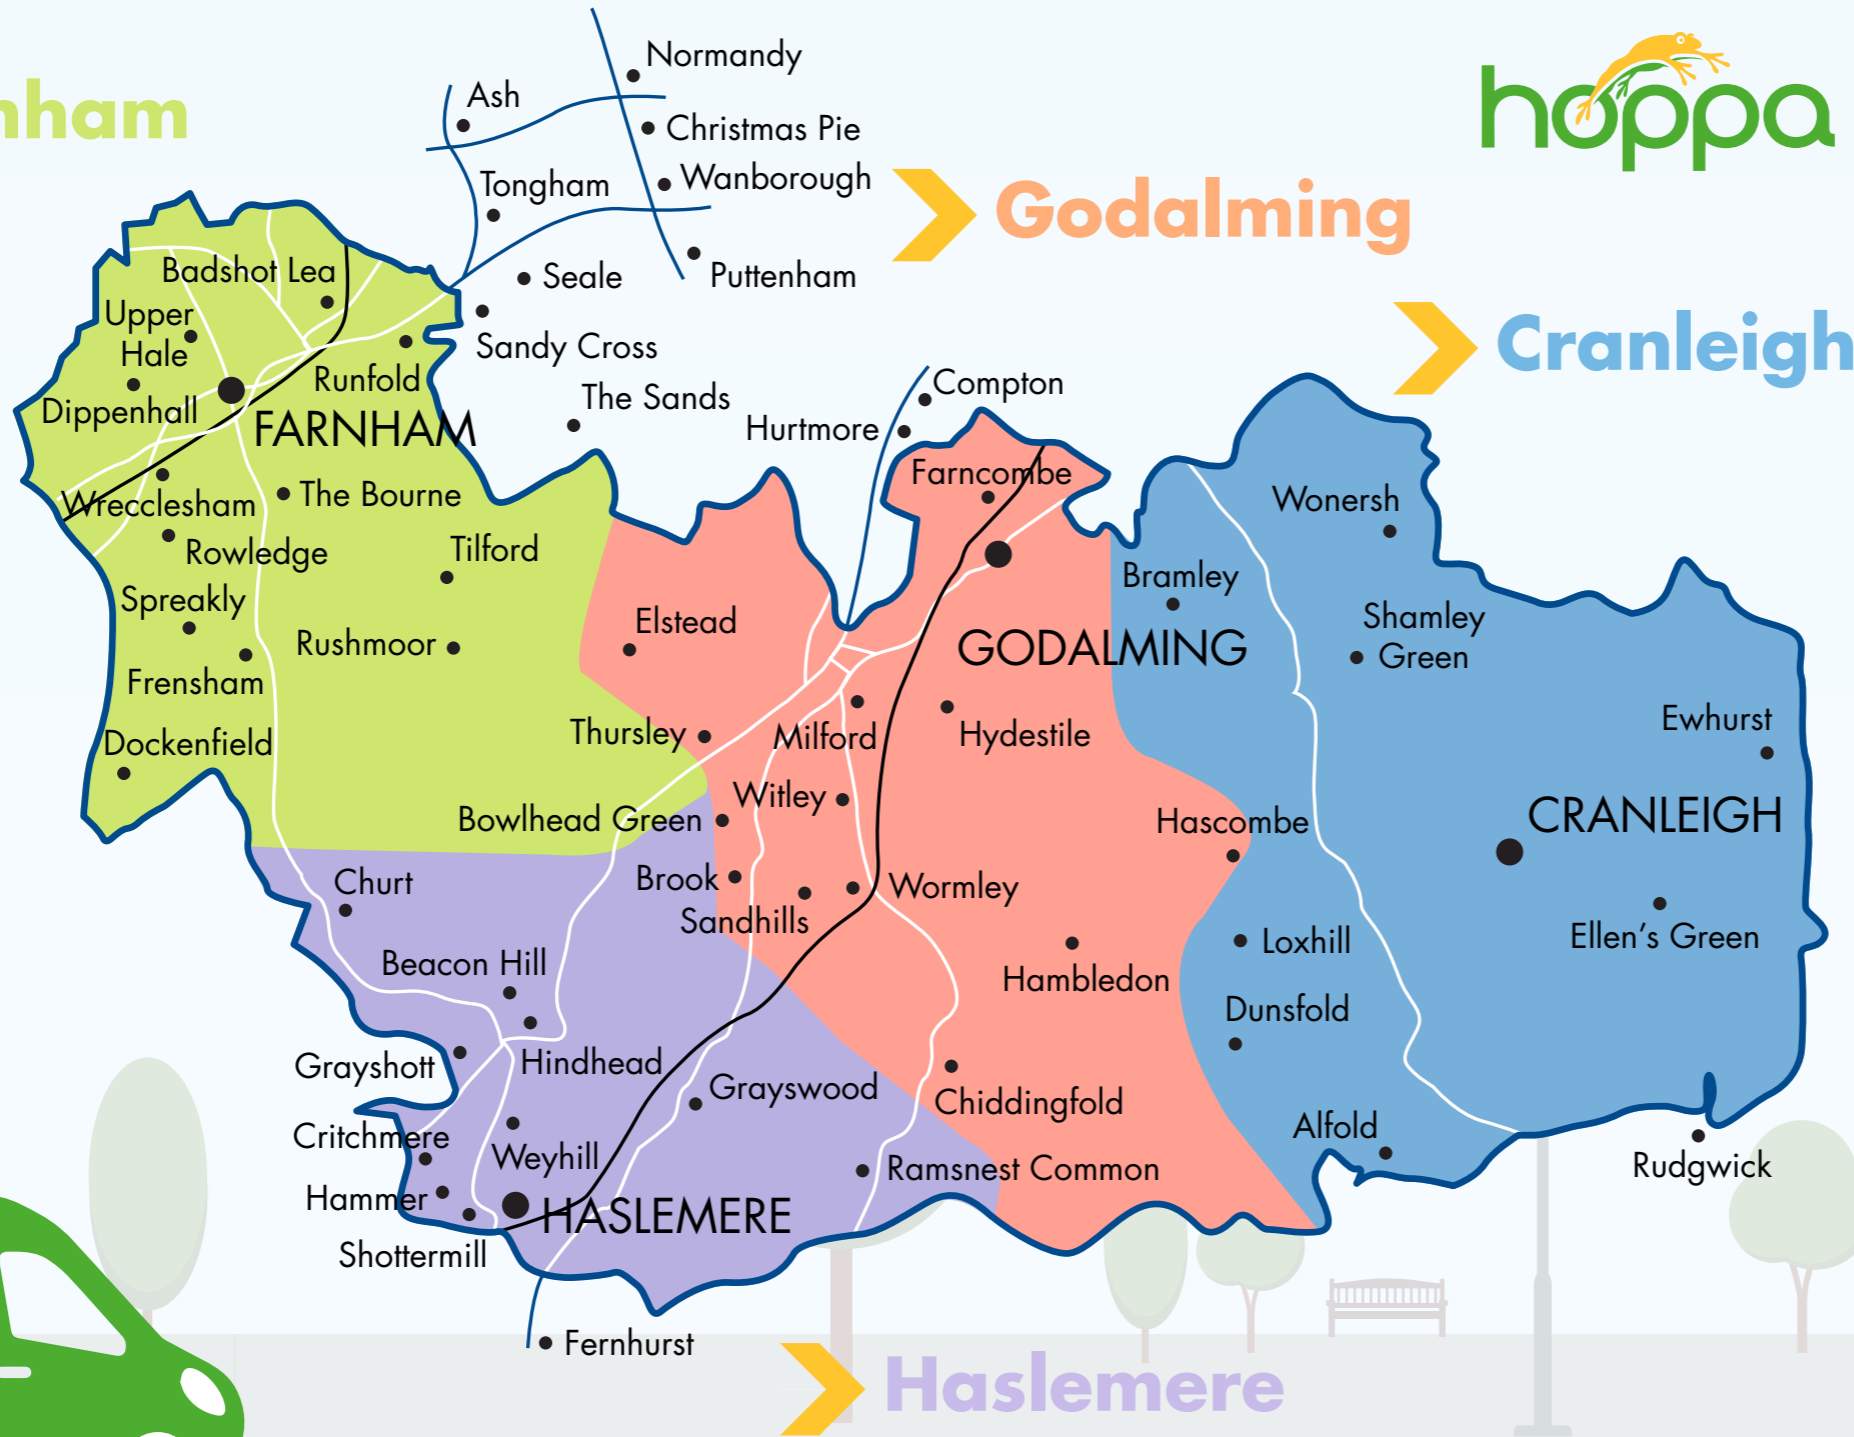 Normandy
hoppa
Ash
nham
Christmas Pie
Tongham
Wanborough
Godalming
Badshot Lea
Seale
Puttenham
Upper
Hale
Sandy Cross
Cranleigh
Runfold
The Sands
Compton
Dippenhall
FARNHAM
Hurtmore
Farncombe
Wrecclesham
The Bourne
Wonersh
Rowledge
Tilford
Bramley
Spreakly
Elstead
Shamley
Green
Rushmoor
GODALMING
Frensham
Ewhurst
Dockenfield
Thursley
Milford
Hydestile
Witley
Bowlhead Green
Hascombe
CRANLEIGH
Churt
Brook
Wormley
Sandhills
Loxhill
Ellen's Green
Beacon Hill
Hambledon
Dunsfold
Grayshott
Hindhead
Grayswood
Chiddingfold
Critchmere
Weyhill
Alfold
Ramsnest Common
Rudgwick
Hammer
HASLEMERE
Shottermill
Fernhurst
Haslemere